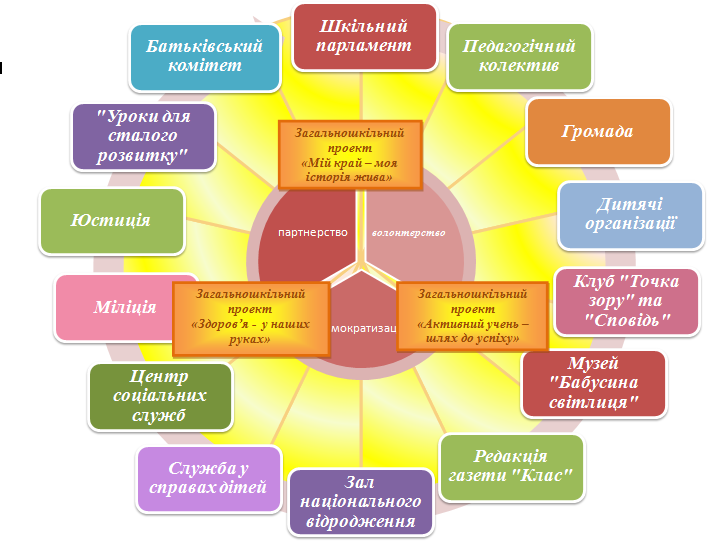 Шкільний
парламент
Педагогічний
колектив
Громада
Дитячі
організації
Клуб "Точка
зору" та
"Сповідь"
Музей
"Бабусина
світлиця"
Редакція
газети "Клас"
Зал
національного
відродження
Служба у
справах дітей
Центр
соціальних
служб
Міліція
Юстиція
"Уроки для
сталого
розвитку"
Батьківський
комітет
Загальношкільний
проект
«Мій край – моя
історія жива»
партнерство
волонтерство
Загальношкільний
проект
«Здоров’я - у наших
руках»
мократизац
Загальношкільний
проект
«Активний учень –
шлях до успіху»